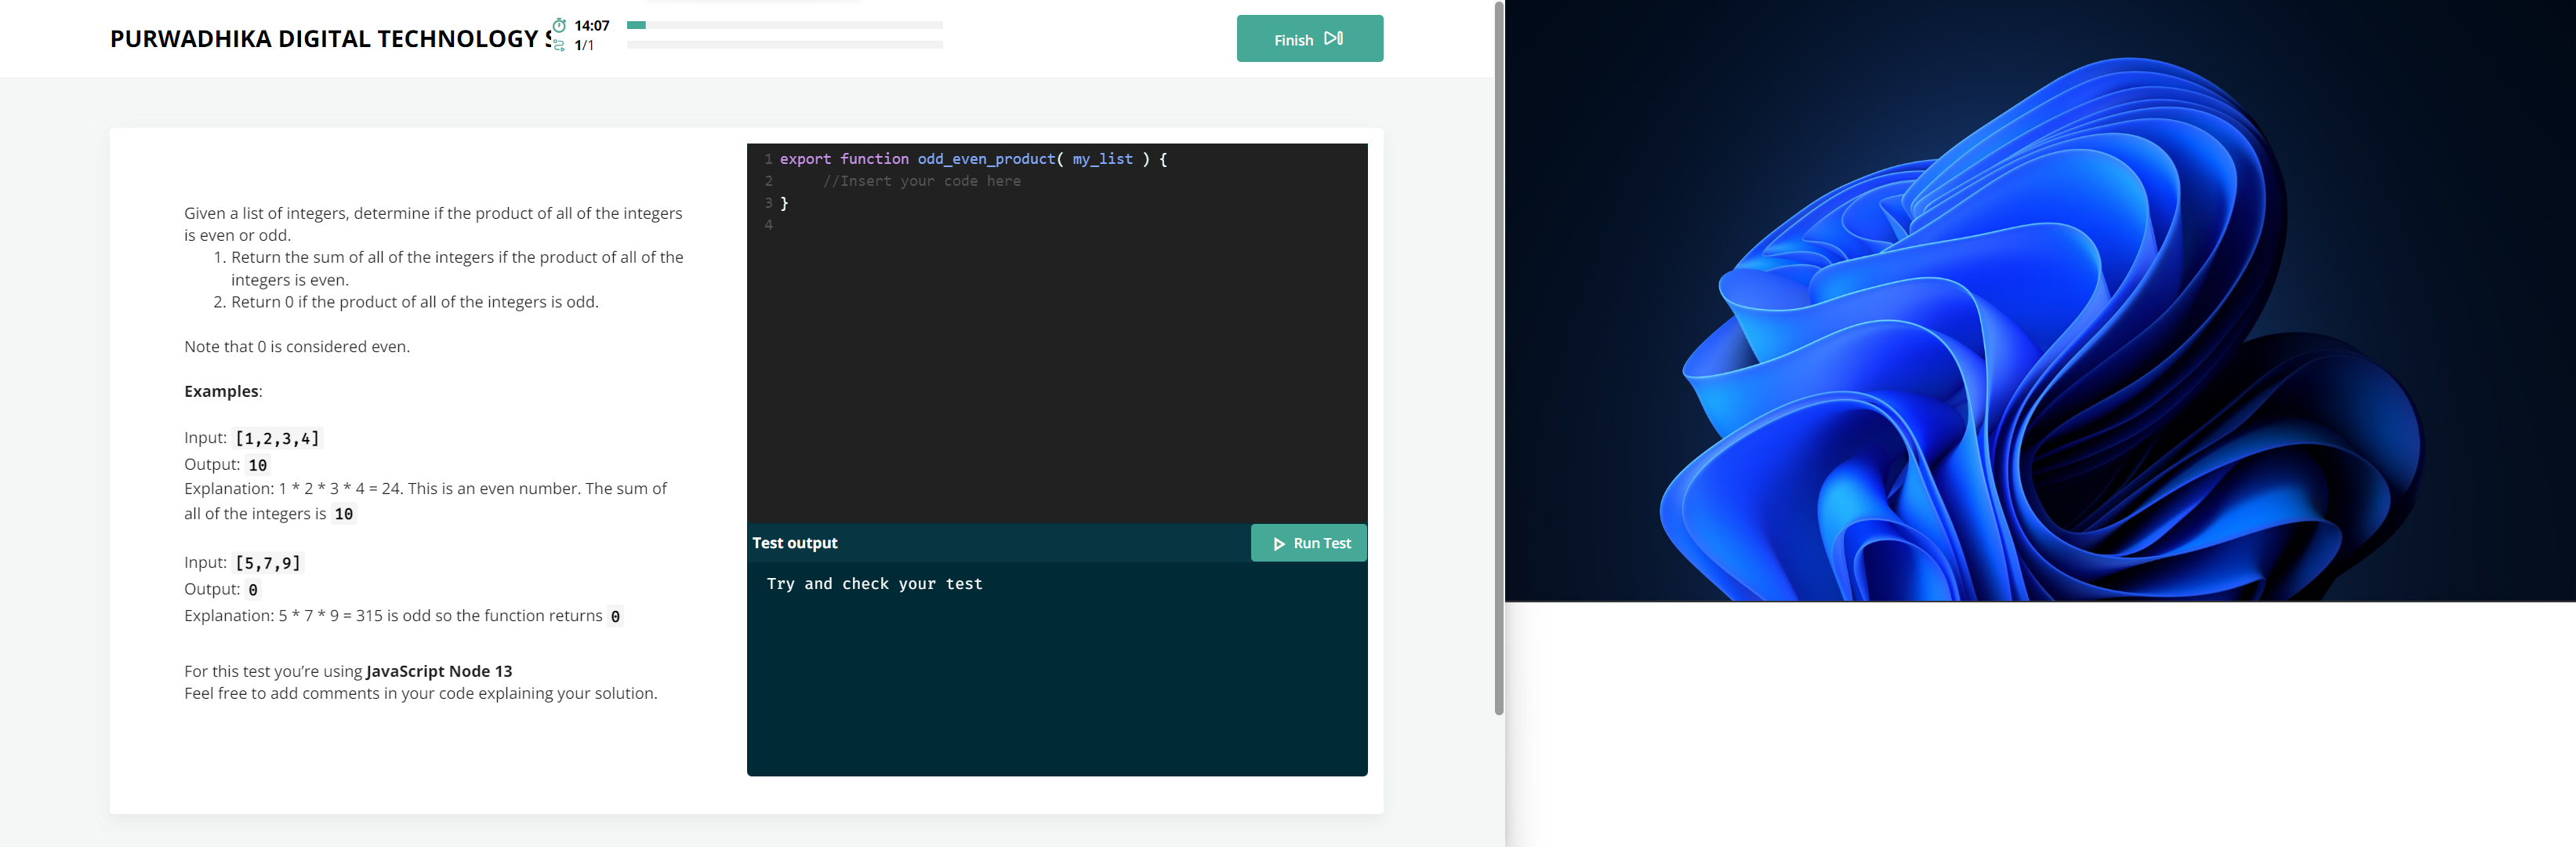 PURWADHIKA DIGITAL TECHNOLOGY
14:07
1/1
Finish
Given a list of integers, determine if the product of all of the integers
is even or odd.
1. Return the sum of all of the integers if the product of all of the
integers is even.
2. Return 0 if the product of all of the integers is odd.
Note that 0 is considered even.
Examples:
Input: [1,2,3,4]
Output: 10
Explanation: 1 * 2 * 3 * 4 = 24. This is an even number. The sum of
all of the integers is 10
Input: [5,7,9]
Output: 0
Explanation: 5 * 7 * 9 = 315 is odd so the function returns 0
For this test you’re using JavaScript Node 13
Feel free to add comments in your code explaining your solution.
1 export function odd_even_product( my_list ) {
2 //Insert your code here
3 }
4
Test output
Run Test
Try and check your test